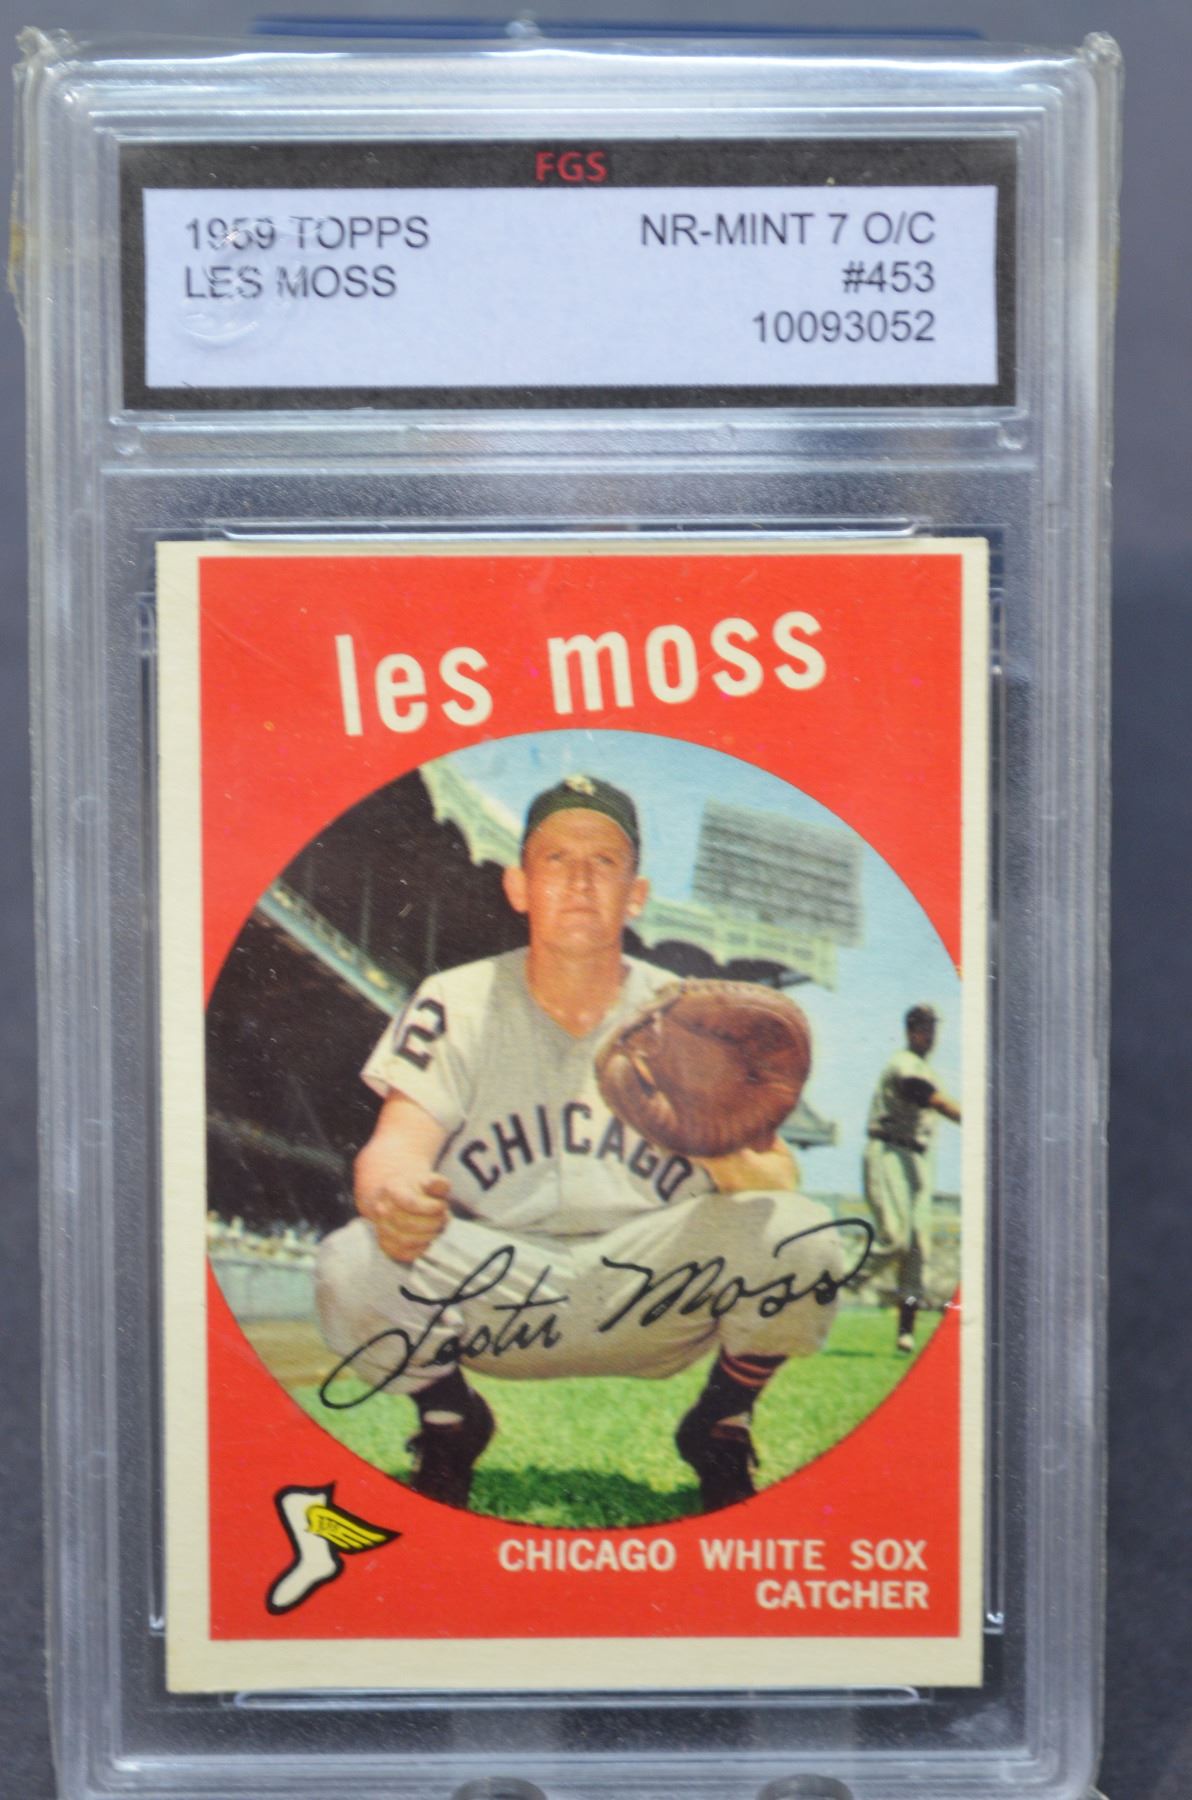 FGS
1959 TOPPS NR-MINT 7 O/C
LES MOSS #453
10093052
les moss
2
CHICAGO
Lester Moss
CHICAGO WHITE SOX
CATCHER